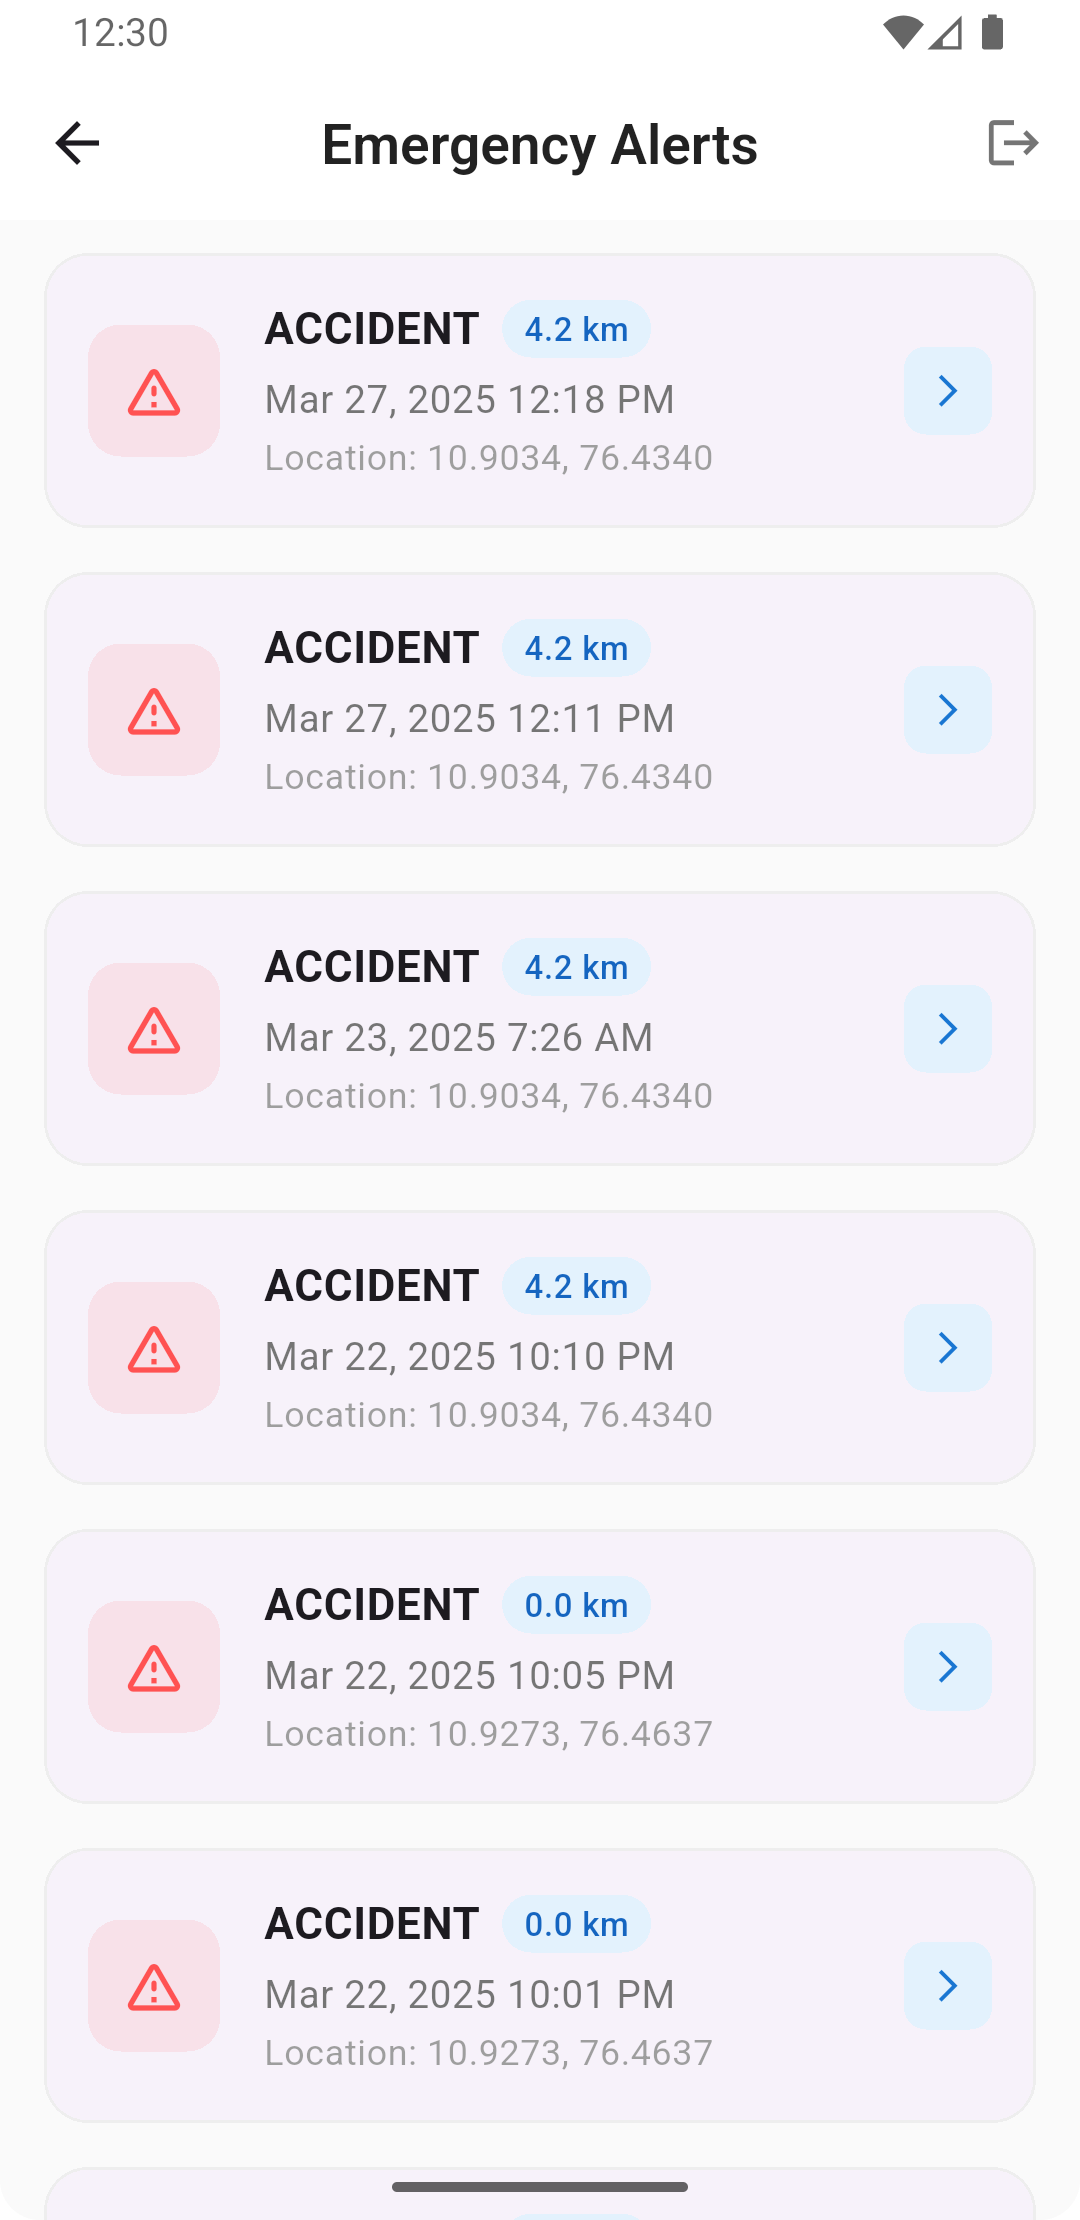 12:30
Emergency Alerts
ACCIDENT 4.2 km
Mar 27, 2025 12:18 PM
Location: 10.9034, 76.4340
ACCIDENT 4.2 km
Mar 27, 2025 12:11 PM
Location: 10.9034, 76.4340
ACCIDENT 4.2 km
Mar 23, 2025 7:26 AM
Location: 10.9034, 76.4340
ACCIDENT 4.2 km
Mar 22, 2025 10:10 PM
Location: 10.9034, 76.4340
ACCIDENT 0.0 km
Mar 22, 2025 10:05 PM
Location: 10.9273, 76.4637
ACCIDENT 0.0 km
Mar 22, 2025 10:01 PM
Location: 10.9273, 76.4637